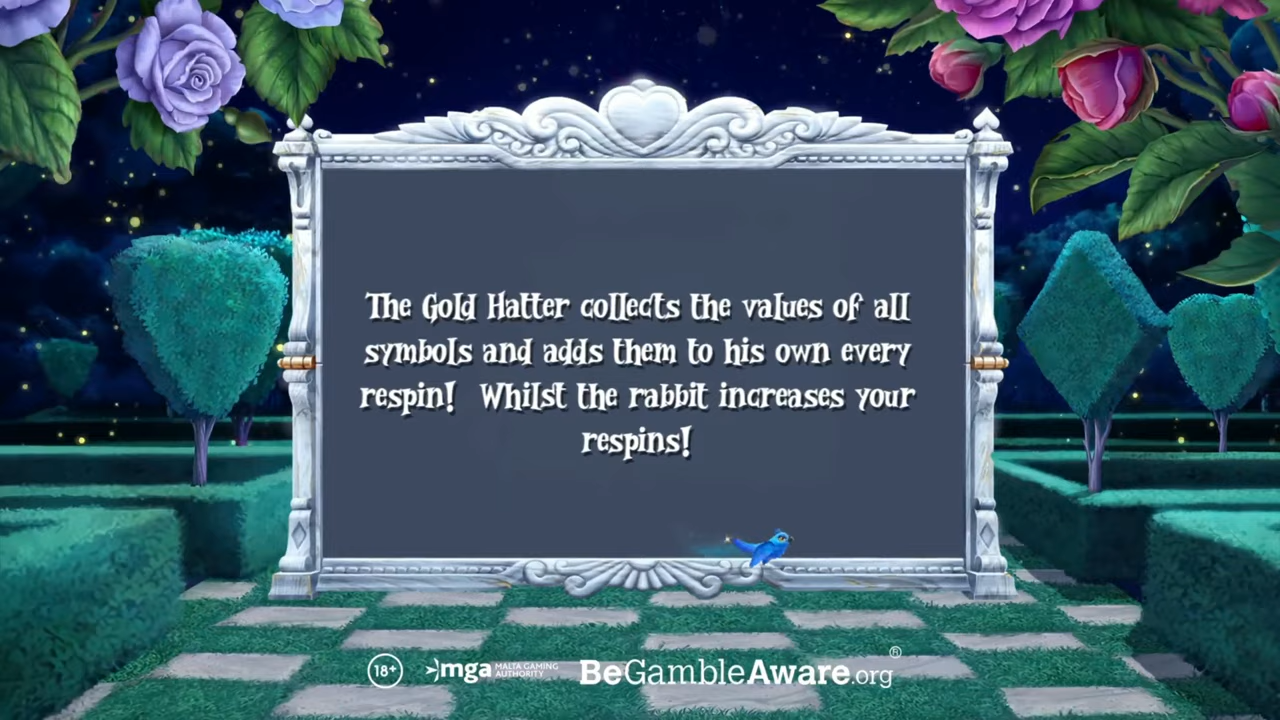 The Gold Hatter collects the values of all
symbols and adds them to his own every
respin! Whilst the rabbit increases your
respins!
18+ mga MALTA GAMING AUTHORITY BeGambleAware.org®